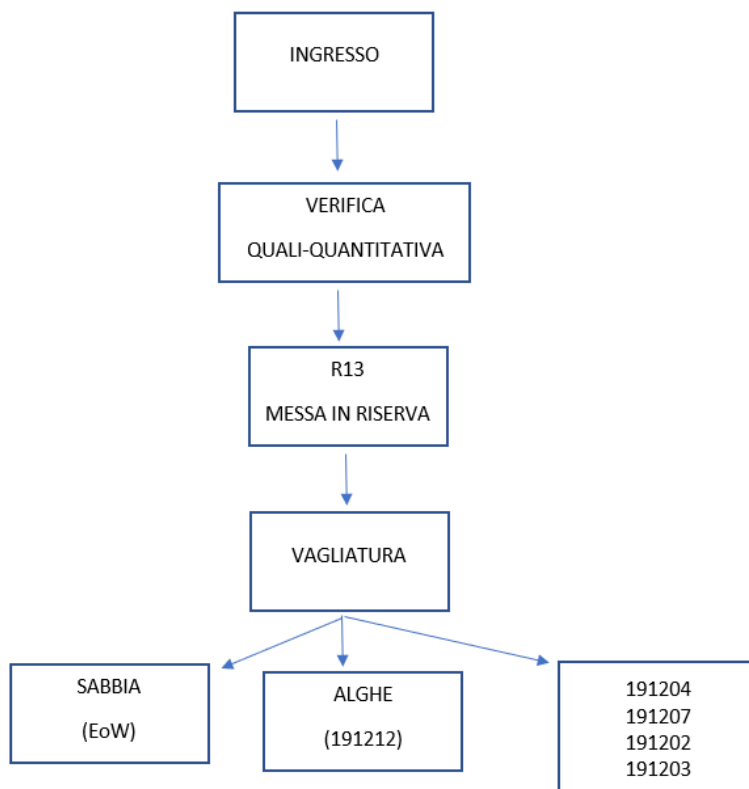 INGRESSO
VERIFICA
QUALI-QUANTITATIVA
R13
MESSA IN RISERVA
VAGLIATURA
SABBIA
(EoW)
ALGHE
(191212)
191204
191207
191202
191203